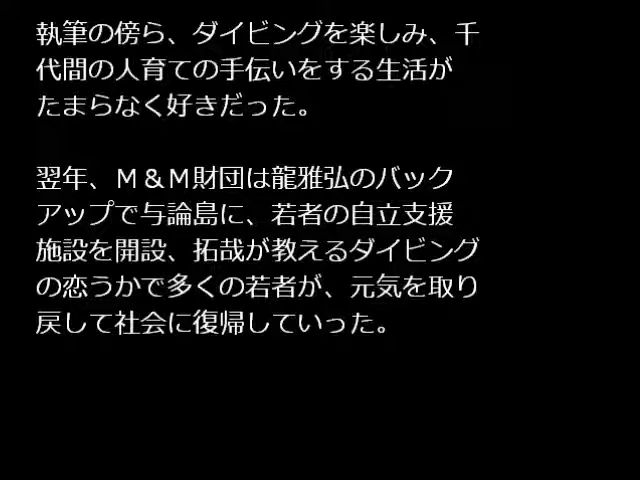 執筆の傍ら、ダイビングを楽しみ、千
代間の人育ての手伝いをする生活が
たまらなく好きだった。
翌年、Ｍ＆Ｍ財団は龍雅弘のバック
アップで与論島に、若者の自立支援
施設を開設、拓哉が教えるダイビング
の恋うかで多くの若者が、元気を取り
戻して社会に復帰していった。